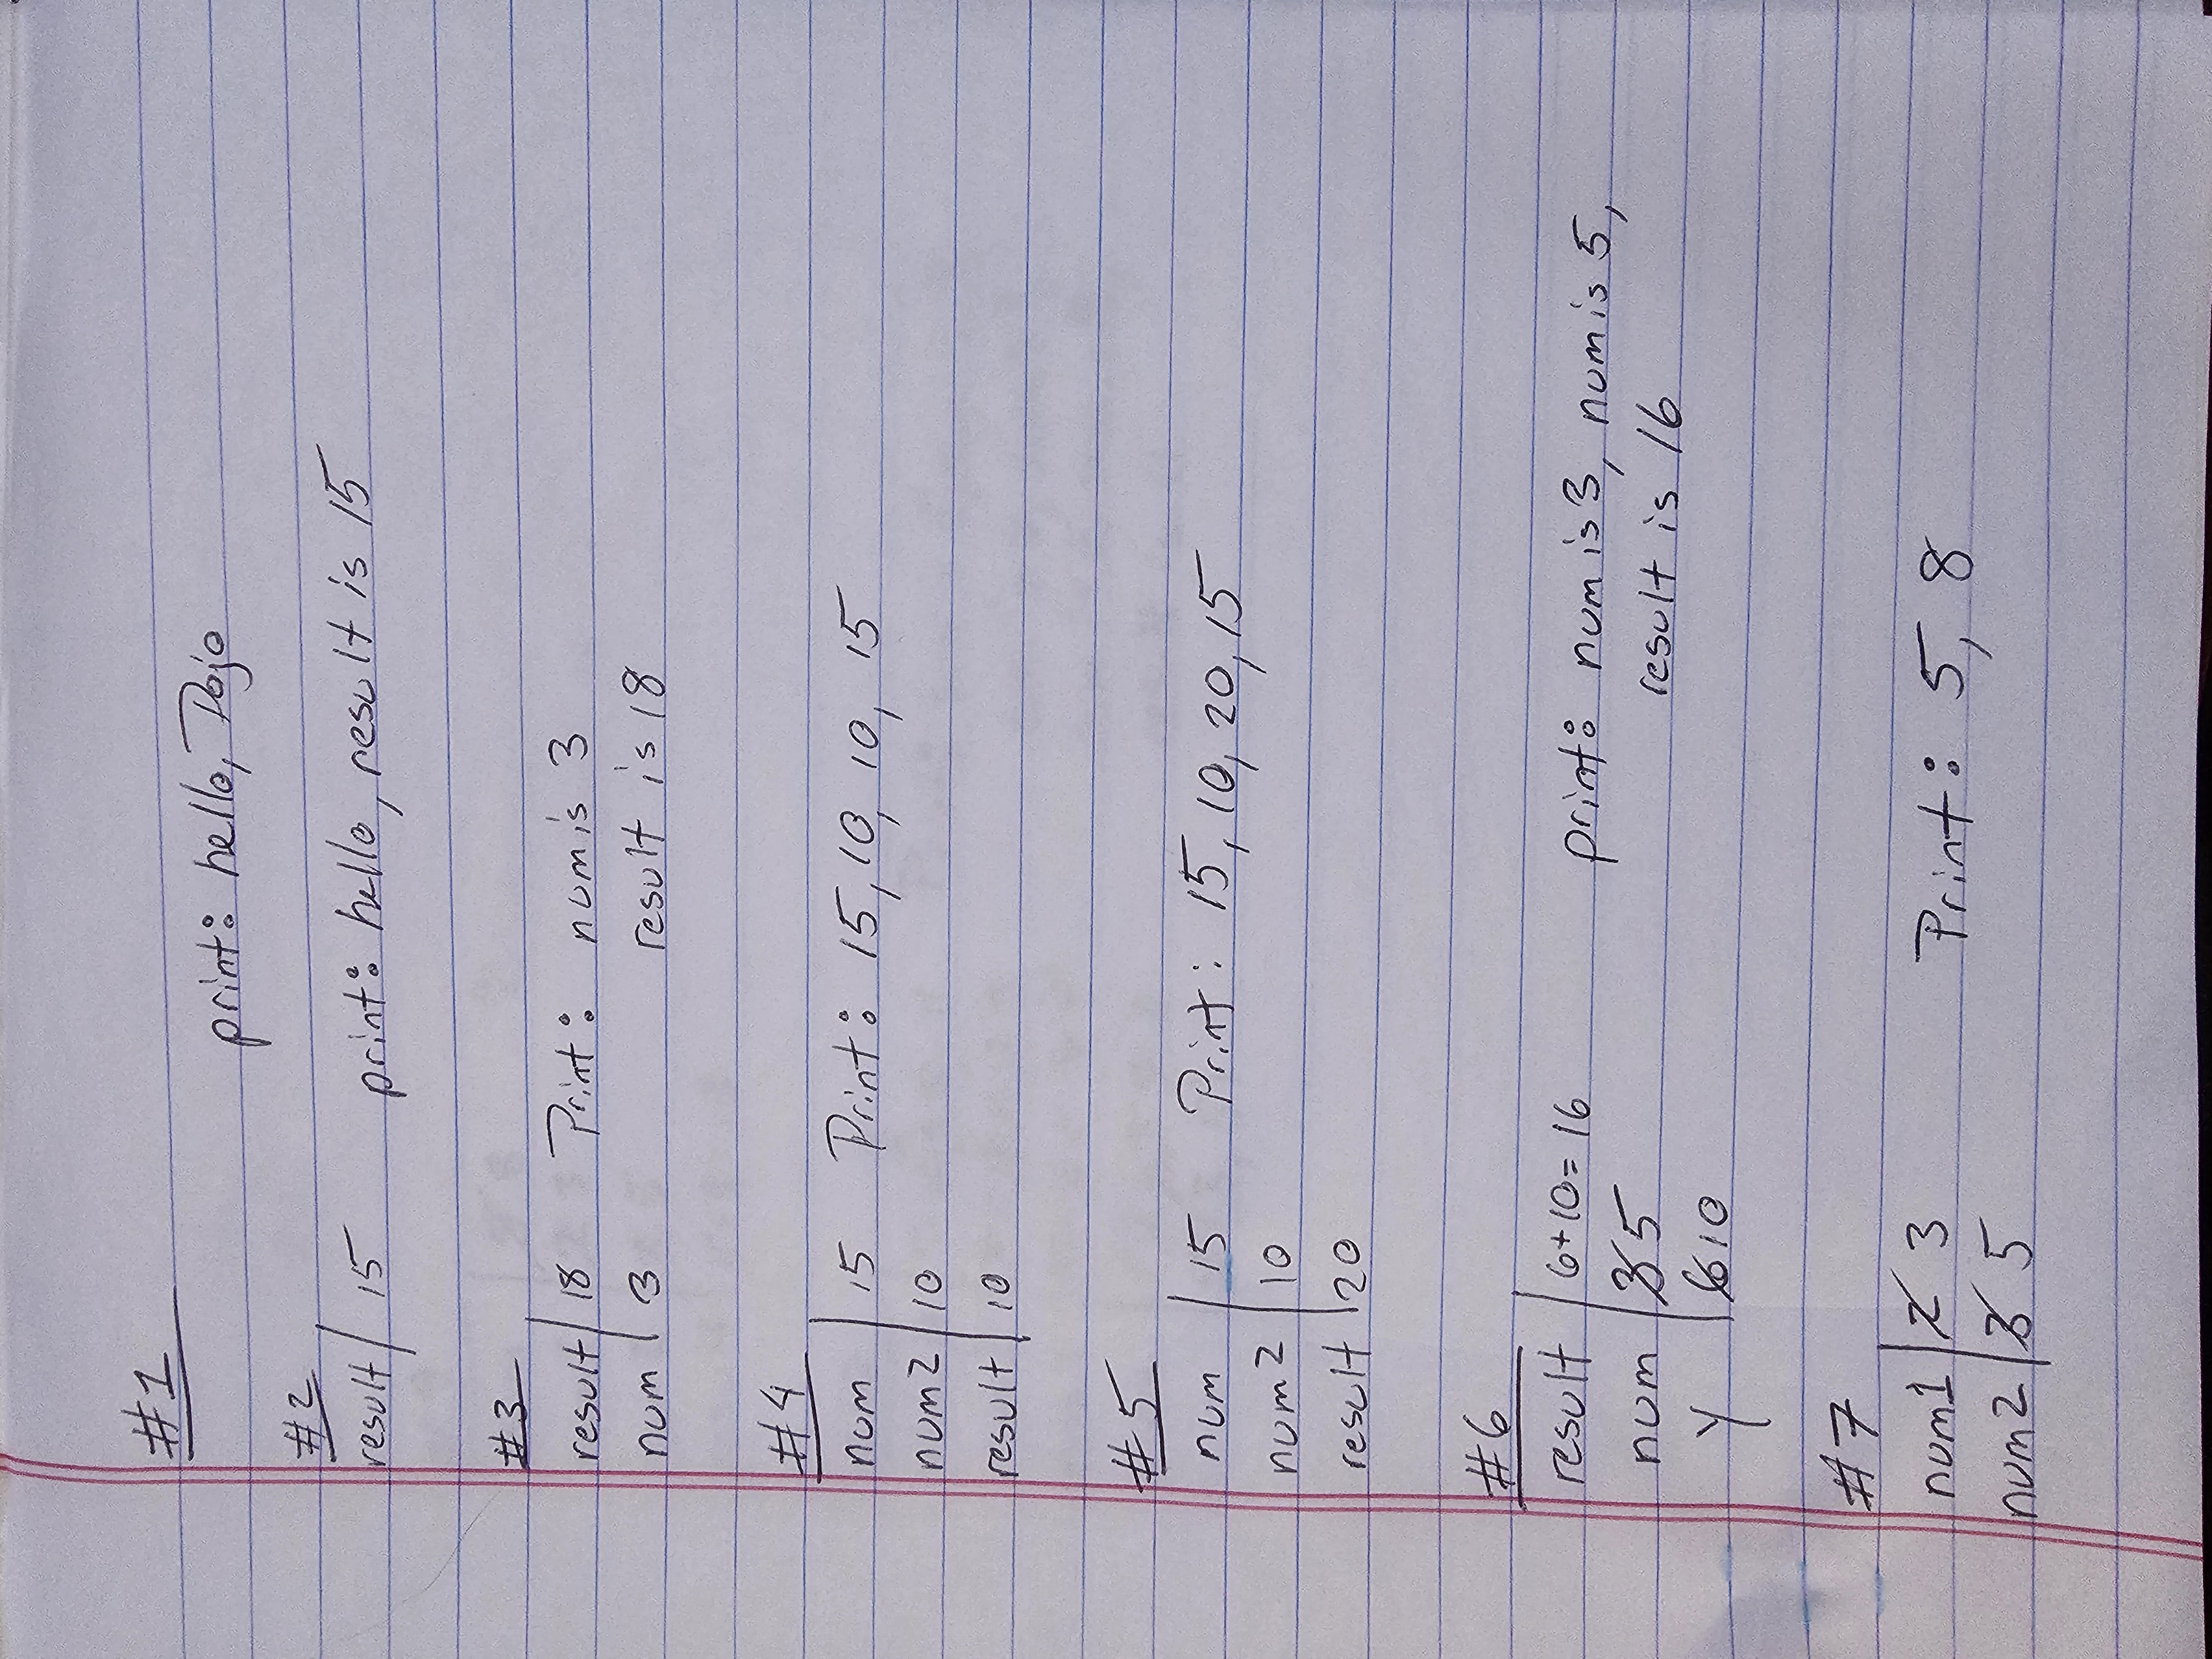 #1
print: hello, Dojo
#2
result 15 print: hello, result is 15
#3
result 18 Print: num is 3
num 3 result is 18
#4
num 15 Print: 15, 10, 10, 15
num2 10
result 10
#5
num 15 Print: 15, 10, 20, 15
num2 10
result 20
#6
result 6+10= 16 print: num is 3, num is 5,
num 3 5 result is 16
y 6 10
#7
num1 2 3 Print: 5, 8
num2 3 5